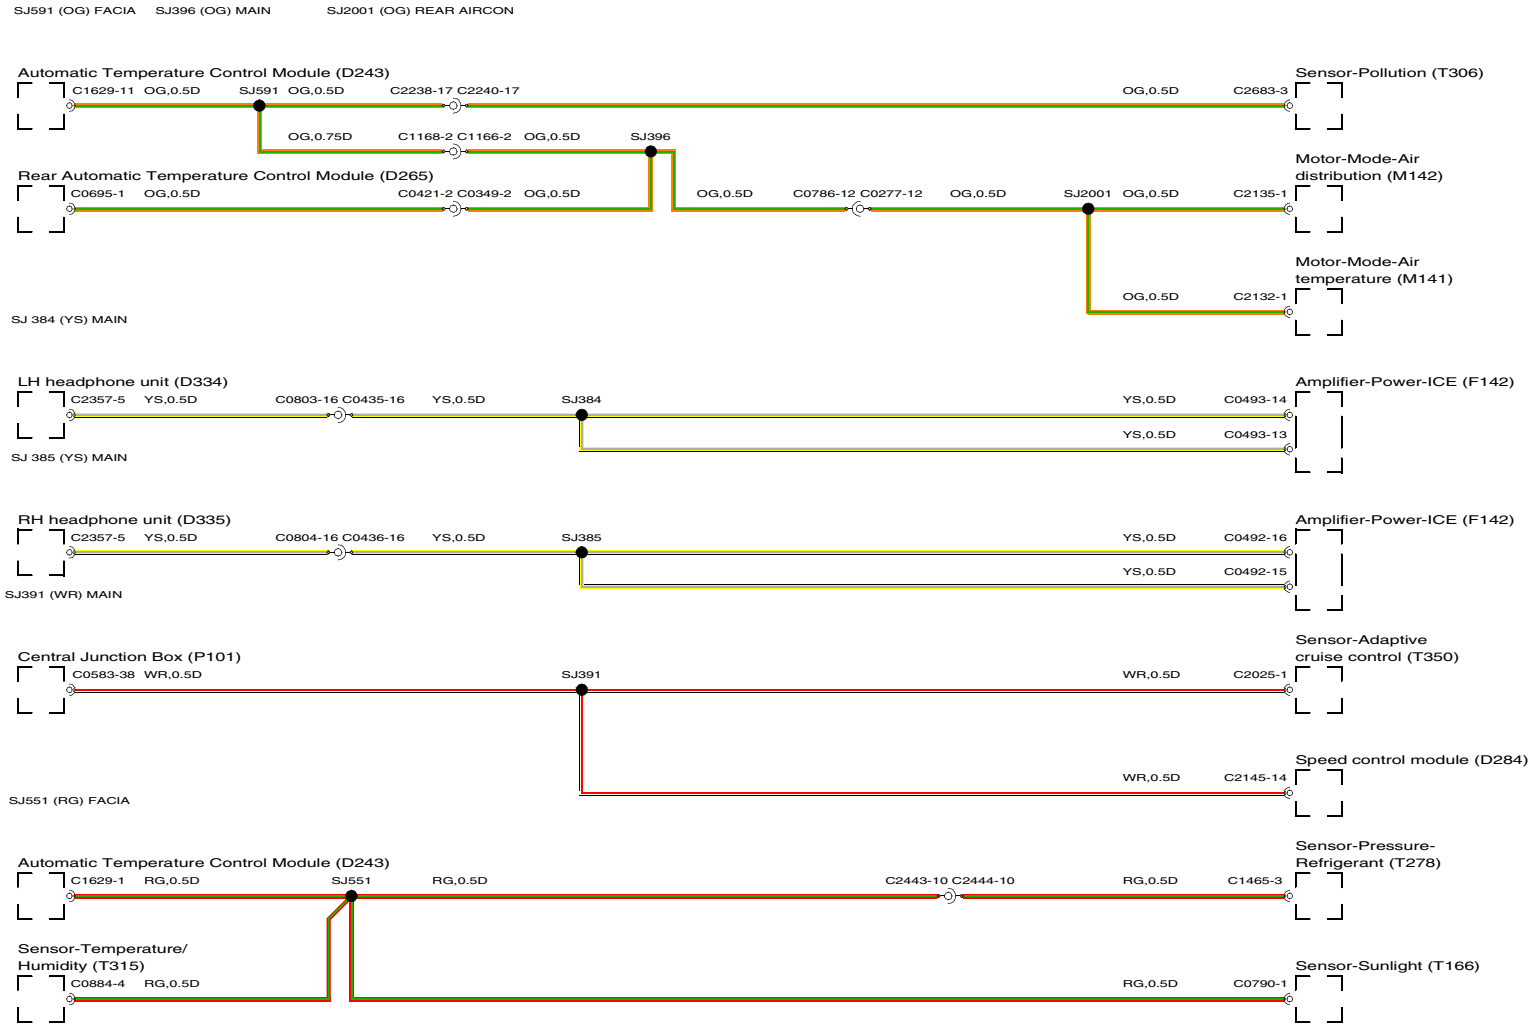 SJ591 (OG) FACIA SJ396 (OG) MAIN SJ2001 (OG) REAR AIRCON
Automatic Temperature Control Module (D243)
Sensor-Pollution (T306)
C1629-11 OG,0.5D SJ591 OG,0.5D C2238-17 C2240-17 OG,0.5D C2683-3
OG,0.75D C1168-2 C1166-2 OG,0.5D SJ396
Motor-Mode-Air
distribution (M142)
Rear Automatic Temperature Control Module (D265)
C0695-1 OG,0.5D C0421-2 C0349-2 OG,0.5D OG,0.5D C0786-12 C0277-12 OG,0.5D SJ2001 OG,0.5D C2135-1
Motor-Mode-Air
temperature (M141)
OG,0.5D C2132-1
SJ 384 (YS) MAIN
LH headphone unit (D334)
Amplifier-Power-ICE (F142)
C2357-5 YS,0.5D C0803-16 C0435-16 YS,0.5D SJ384 YS,0.5D C0493-14
YS,0.5D C0493-13
SJ 385 (YS) MAIN
RH headphone unit (D335)
Amplifier-Power-ICE (F142)
C2357-5 YS,0.5D C0804-16 C0436-16 YS,0.5D SJ385 YS,0.5D C0492-16
YS,0.5D C0492-15
SJ391 (WR) MAIN
Sensor-Adaptive
cruise control (T350)
Central Junction Box (P101)
C0583-38 WR,0.5D SJ391 WR,0.5D C2025-1
Speed control module (D284)
WR,0.5D C2145-14
SJ551 (RG) FACIA
Sensor-Pressure-
Refrigerant (T278)
Automatic Temperature Control Module (D243)
C1629-1 RG,0.5D SJ551 RG,0.5D C2443-10 C2444-10 RG,0.5D C1465-3
Sensor-Temperature/
Humidity (T315)
Sensor-Sunlight (T166)
C0884-4 RG,0.5D RG,0.5D C0790-1